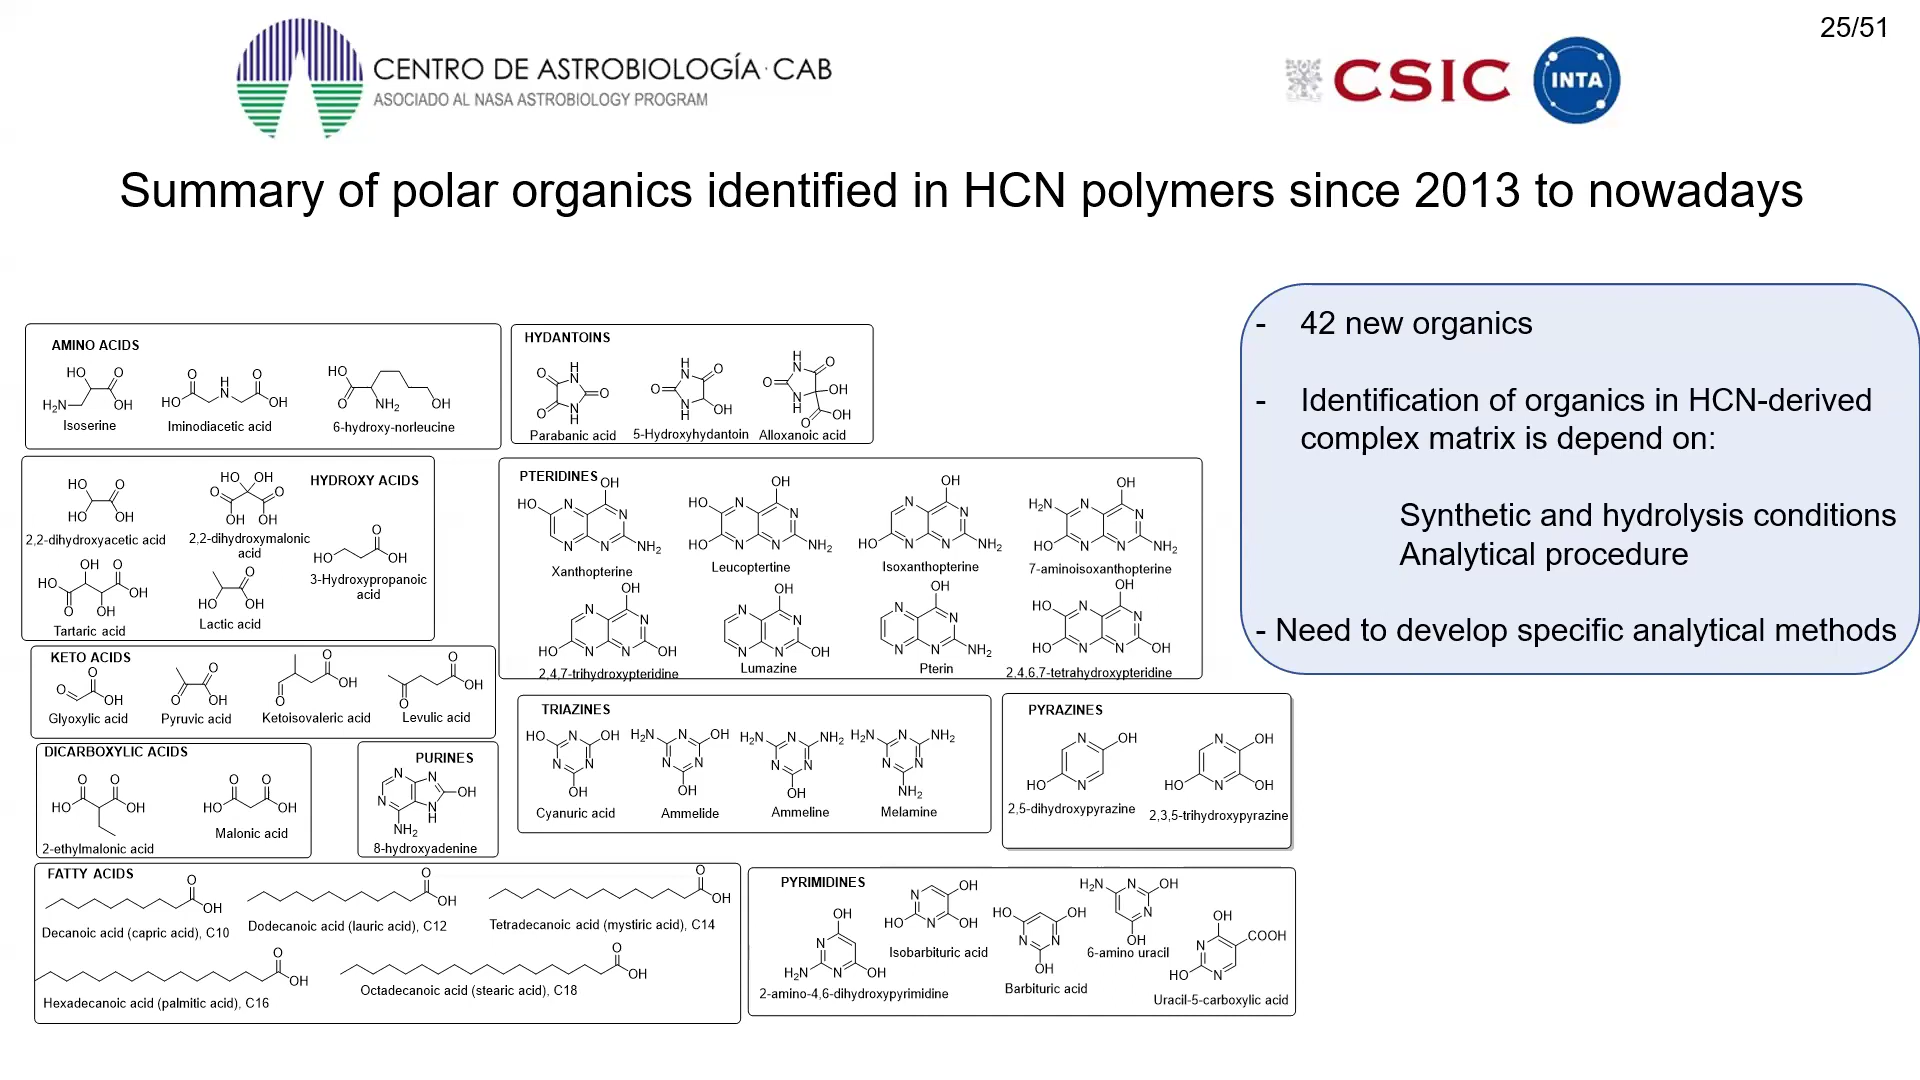 25/51
CENTRO DE ASTROBIOLOGÍA · CAB
ASOCIADO AL NASA ASTROBIOLOGY PROGRAM
CSIC
INTA
Summary of polar organics identified in HCN polymers since 2013 to nowadays
- 42 new organics
- Identification of organics in HCN-derived
complex matrix is depend on:
Synthetic and hydrolysis conditions
Analytical procedure
- Need to develop specific analytical methods
AMINO ACIDS
HO O
H₂N OH
Isoserine
O H O
HO N OH
Iminodiacetic acid
HO
O NH₂ OH
6-hydroxy-norleucine
HYDANTOINS
H
O N
O
O N
H
Parabanic acid
H
N O
O
N OH
H
5-Hydroxyhydantoin
H
N O
O
N OH
H
OH
O
Alloxanoic acid
HYDROXY ACIDS
HO O
HO OH
2,2-dihydroxyacetic acid
HO OH
O O
OH OH
2,2-dihydroxymalonic
acid
O
HO OH
3-Hydroxypropanoic
acid
OH O
HO
OH
O OH
Tartaric acid
O
HO OH
Lactic acid
PTERIDINES
OH
HO N
N
N N NH₂
Xanthopterine
OH
HO N
N
HO N N NH₂
Leucoptertine
OH
N
N
HO N N NH₂
Isoxanthopterine
OH
H₂N N
N
HO N N NH₂
7-aminoisoxanthopterine
OH
N
N
HO N N OH
2,4,7-trihydroxypteridine
OH
N
N
N N OH
Lumazine
OH
N
N
N N NH₂
Pterin
OH
HO N
N
HO N N OH
2,4,6,7-tetrahydroxypteridine
KETO ACIDS
O
O
OH
Glyoxylic acid
O
O OH
Pyruvic acid
O
OH
O
Ketoisovaleric acid
O
OH
O
Levulic acid
DICARBOXYLIC ACIDS
O O
HO OH
2-ethylmalonic acid
O O
HO OH
Malonic acid
PURINES
N N
OH
N N
H
NH₂
8-hydroxyadenine
TRIAZINES
HO N OH
N N
OH
Cyanuric acid
H₂N N OH
N N
OH
Ammelide
H₂N N NH₂
N N
OH
Ammeline
H₂N N NH₂
N N
NH₂
Melamine
PYRAZINES
N OH
HO N
2,5-dihydroxypyrazine
N OH
HO N OH
2,3,5-trihydroxypyrazine
FATTY ACIDS
O
OH
Decanoic acid (capric acid), C10
O
OH
Dodecanoic acid (lauric acid), C12
O
OH
Tetradecanoic acid (mystiric acid), C14
O
OH
Hexadecanoic acid (palmitic acid), C16
O
OH
Octadecanoic acid (stearic acid), C18
PYRIMIDINES
OH
N
H₂N N OH
2-amino-4,6-dihydroxypyrimidine
OH
N
HO N OH
Isobarbituric acid
HO OH
N N
OH
Barbituric acid
H₂N N OH
N
OH
6-amino uracil
OH
COOH
N
HO N
Uracil-5-carboxylic acid